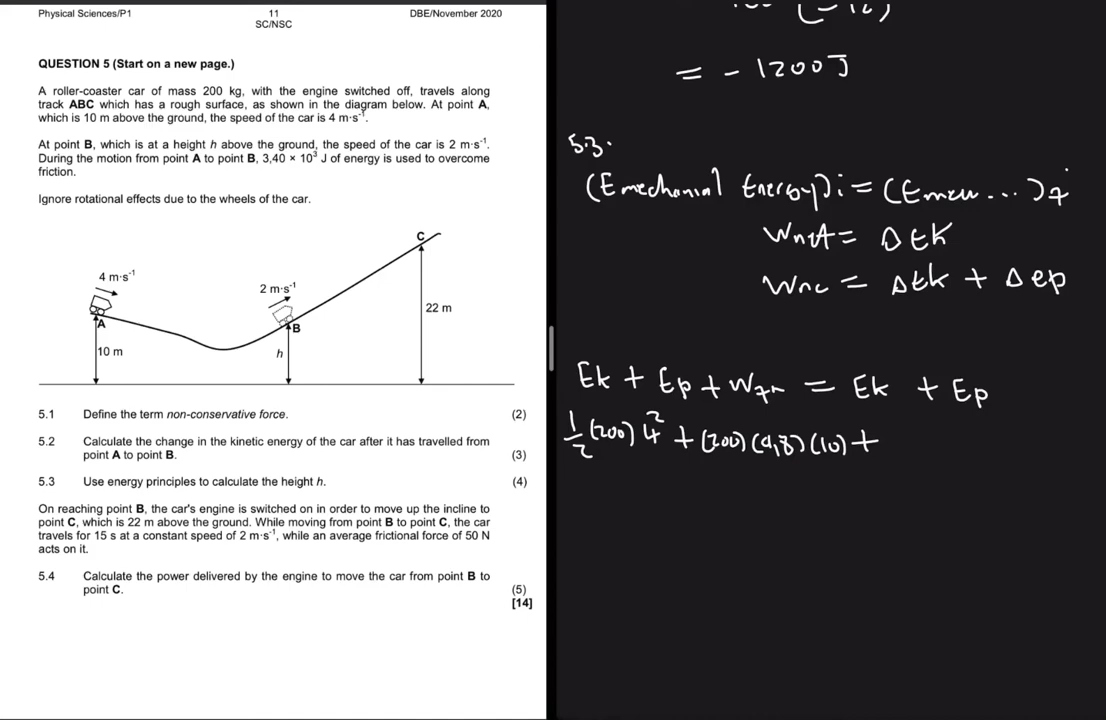 Physical Sciences/P1
11
SC/NSC
DBE/November 2020
QUESTION 5 (Start on a new page.)
A roller-coaster car of mass 200 kg, with the engine switched off, travels along
track ABC which has a rough surface, as shown in the diagram below. At point A,
which is 10 m above the ground, the speed of the car is 4 m·s⁻¹.
At point B, which is at a height h above the ground, the speed of the car is 2 m·s⁻¹.
During the motion from point A to point B, 3,40 × 10³ J of energy is used to overcome
friction.
Ignore rotational effects due to the wheels of the car.
C
4 m·s⁻¹
2 m·s⁻¹
22 m
A
B
10 m
h
5.1 Define the term non-conservative force. (2)
5.2 Calculate the change in the kinetic energy of the car after it has travelled from
point A to point B. (3)
5.3 Use energy principles to calculate the height h. (4)
On reaching point B, the car's engine is switched on in order to move up the incline to
point C, which is 22 m above the ground. While moving from point B to point C, the car
travels for 15 s at a constant speed of 2 m·s⁻¹, while an average frictional force of 50 N
acts on it.
5.4 Calculate the power delivered by the engine to move the car from point B to
point C. (5)
[14]
(-12)
= - 1200J
5.3.
(Emechanial Energy)i = (Emew...)f
Wnet = ΔEK
Wnc = ΔEk + Δep
Ek + Ep + Wfr = Ek + Ep
½(200)4² + (200)(9,8)(10) +